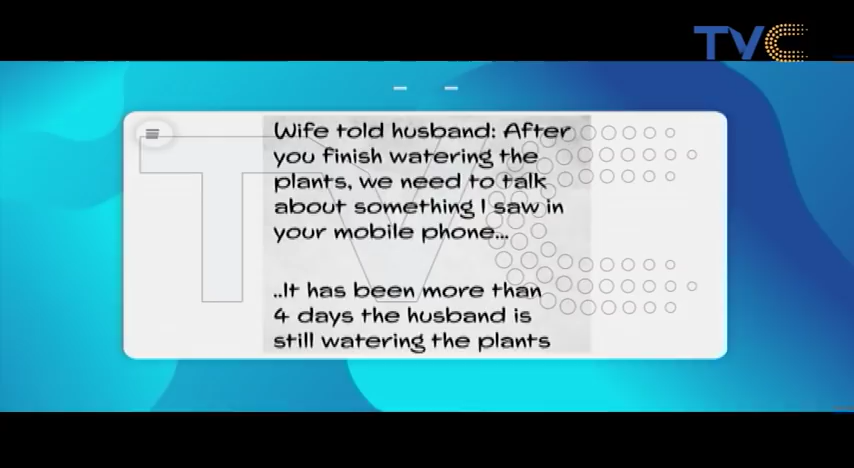 TVC
Wife told husband: After
you finish watering the
plants, we need to talk
about something I saw in
your mobile phone...
..It has been more than
4 days the husband is
still watering the plants